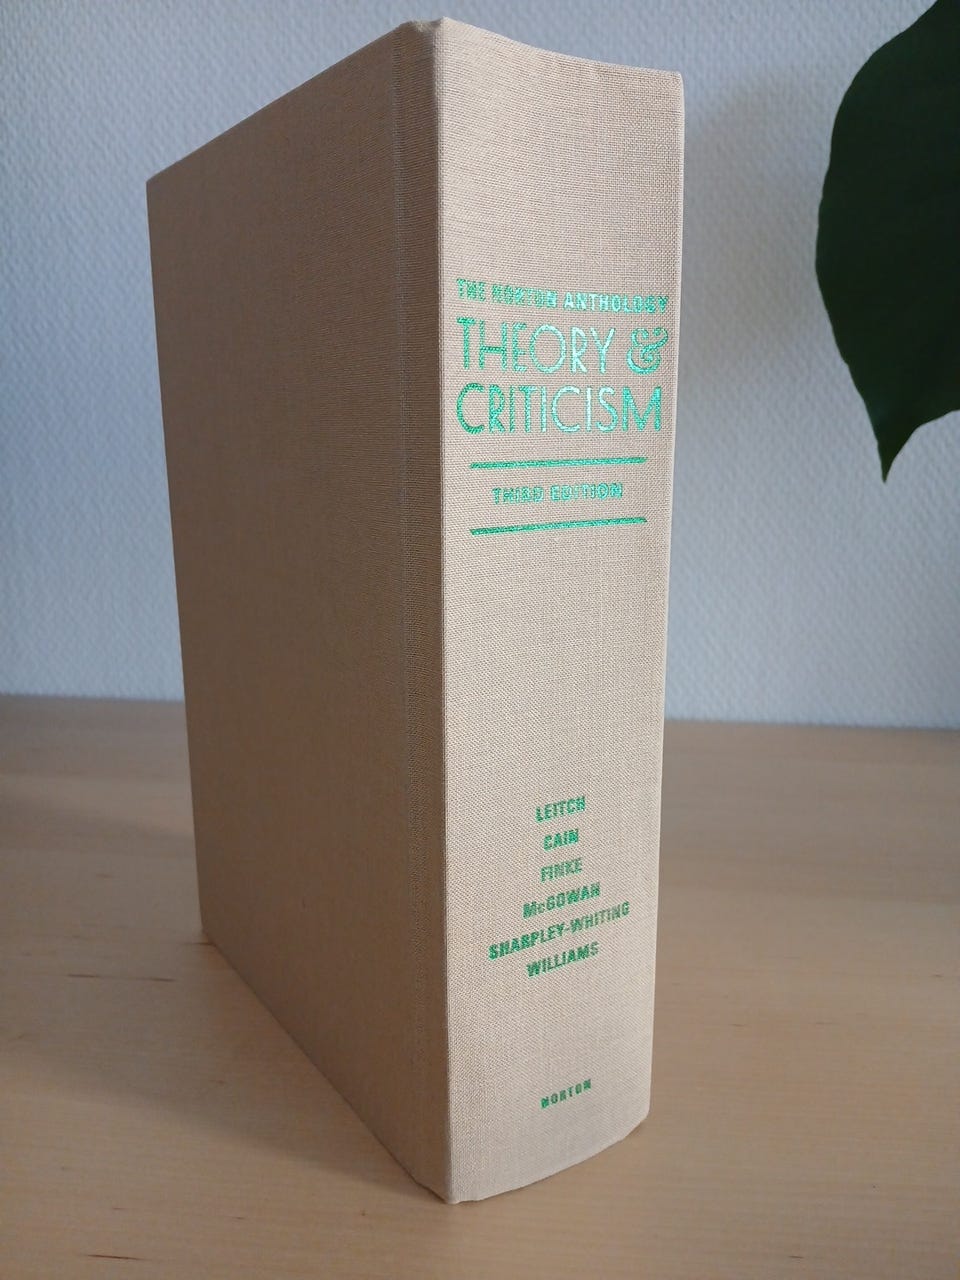 THE NORTON ANTHOLOGY
THEORY &
CRITICISM
THIRD EDITION
LEITCH
CAIN
FINKE
McGOWAN
SHARPLEY-WHITING
WILLIAMS
NORTON